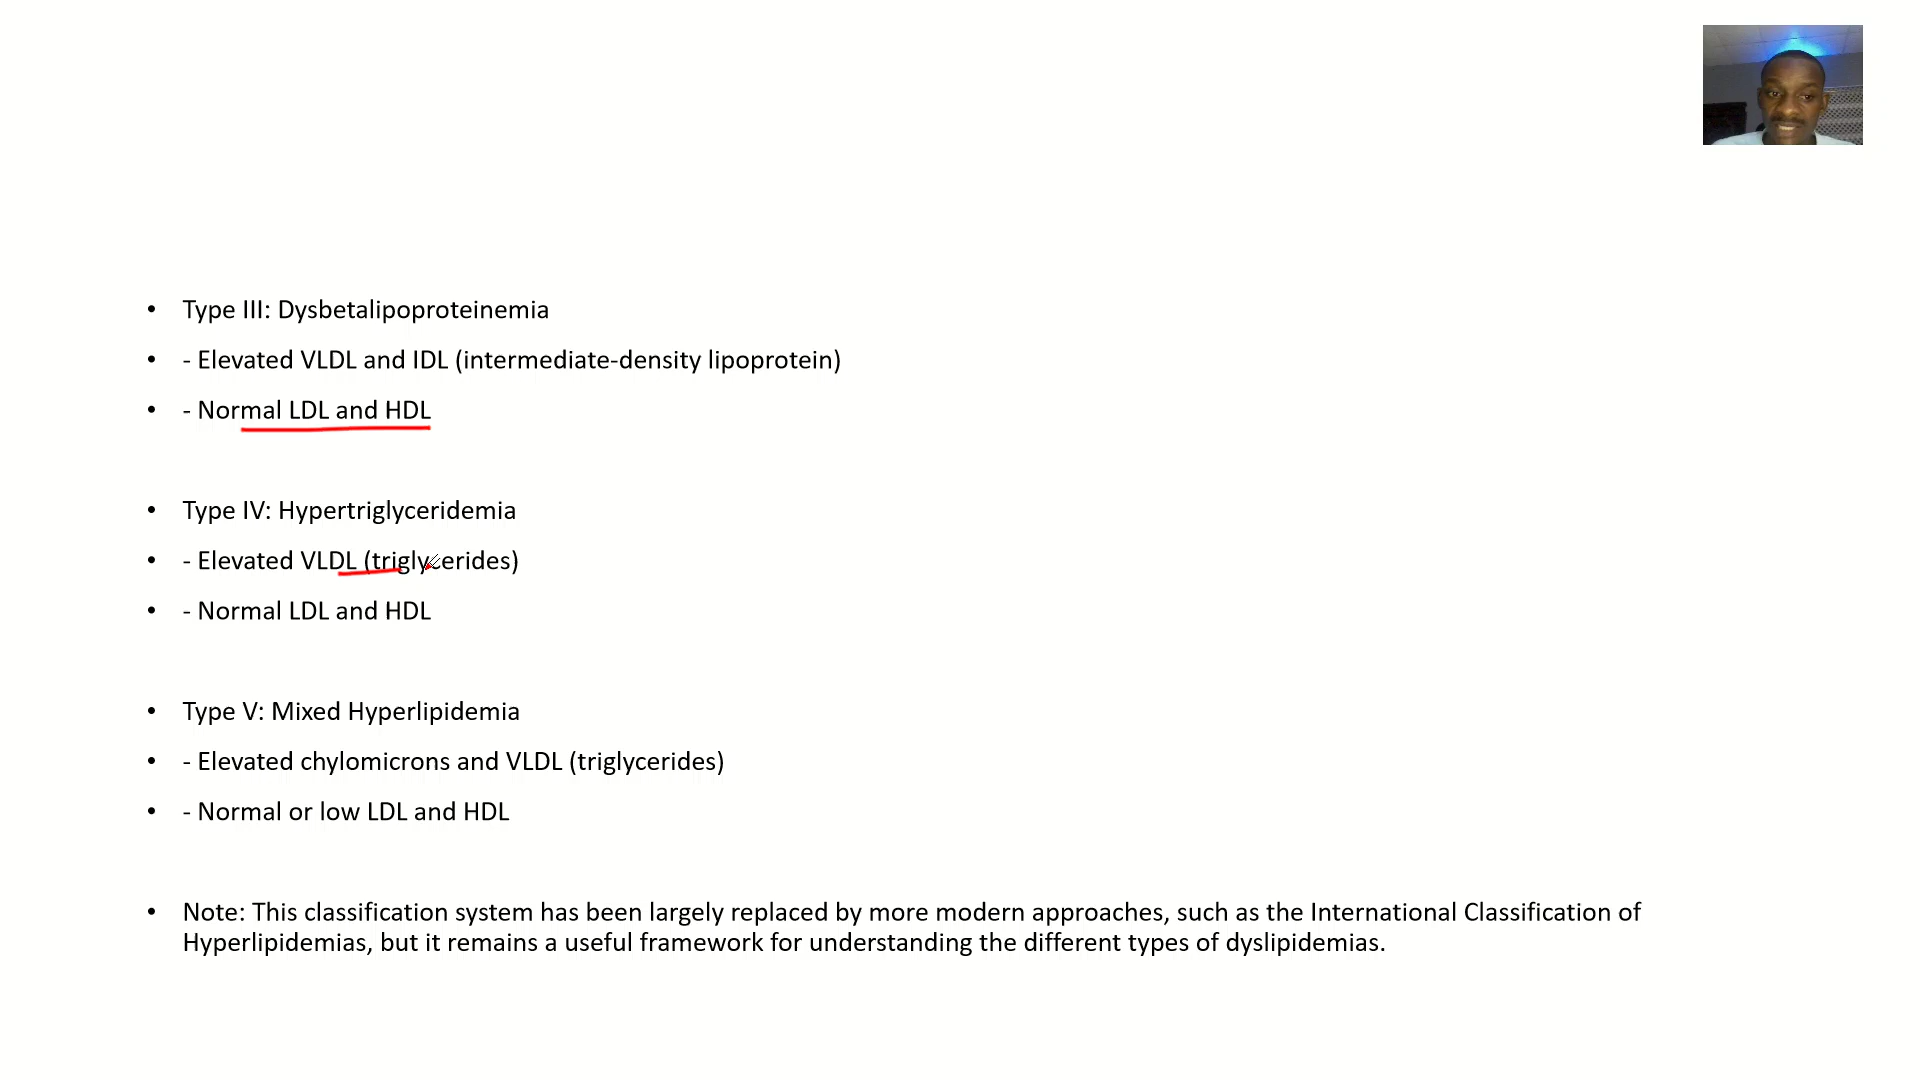 • Type III: Dysbetalipoproteinemia
• - Elevated VLDL and IDL (intermediate-density lipoprotein)
• - Normal LDL and HDL
• Type IV: Hypertriglyceridemia
• - Elevated VLDL (triglycerides)
• - Normal LDL and HDL
• Type V: Mixed Hyperlipidemia
• - Elevated chylomicrons and VLDL (triglycerides)
• - Normal or low LDL and HDL
• Note: This classification system has been largely replaced by more modern approaches, such as the International Classification of
Hyperlipidemias, but it remains a useful framework for understanding the different types of dyslipidemias.